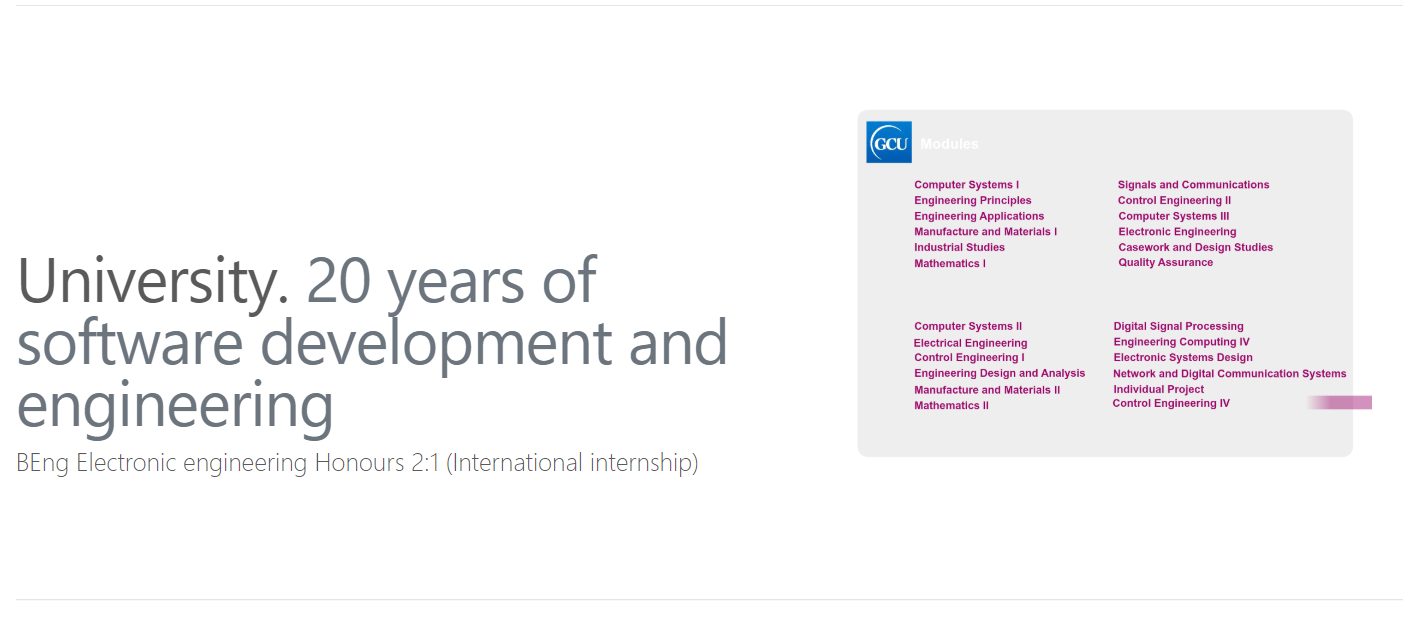 University. 20 years of
software development and
engineering
BEng Electronic engineering Honours 2:1 (International internship)
GCU
Modules
Computer Systems I
Engineering Principles
Engineering Applications
Manufacture and Materials I
Industrial Studies
Mathematics I
Signals and Communications
Control Engineering II
Computer Systems III
Electronic Engineering
Casework and Design Studies
Quality Assurance
Computer Systems II
Electrical Engineering
Control Engineering I
Engineering Design and Analysis
Manufacture and Materials II
Mathematics II
Digital Signal Processing
Engineering Computing IV
Electronic Systems Design
Network and Digital Communication Systems
Individual Project
Control Engineering IV